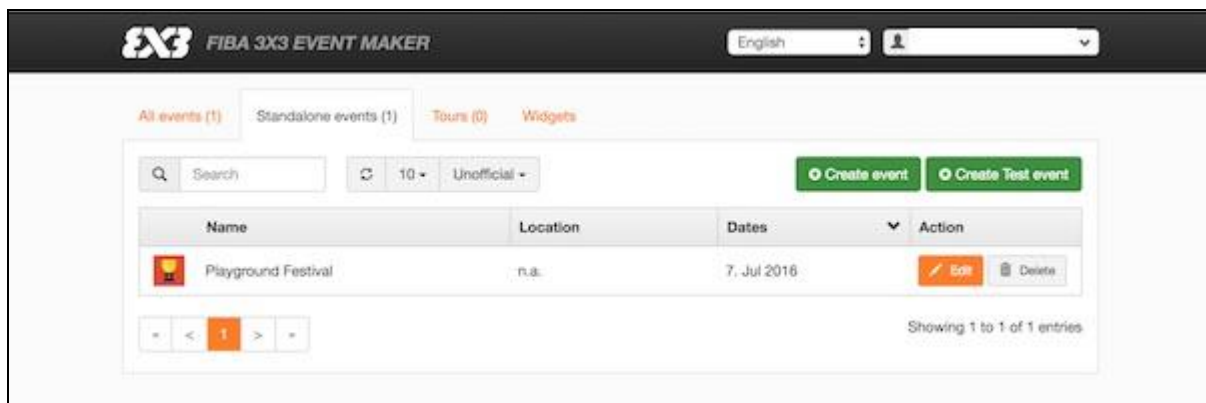 3X3 FIBA 3X3 EVENT MAKER English
All events (1) Standalone events (1) Tours (0) Widgets
Search 10 Unofficial Create event Create Test event
Name Location Dates Action
Playground Festival n.a. 7. Jul 2016 Edit Delete
« < 1 > » Showing 1 to 1 of 1 entries